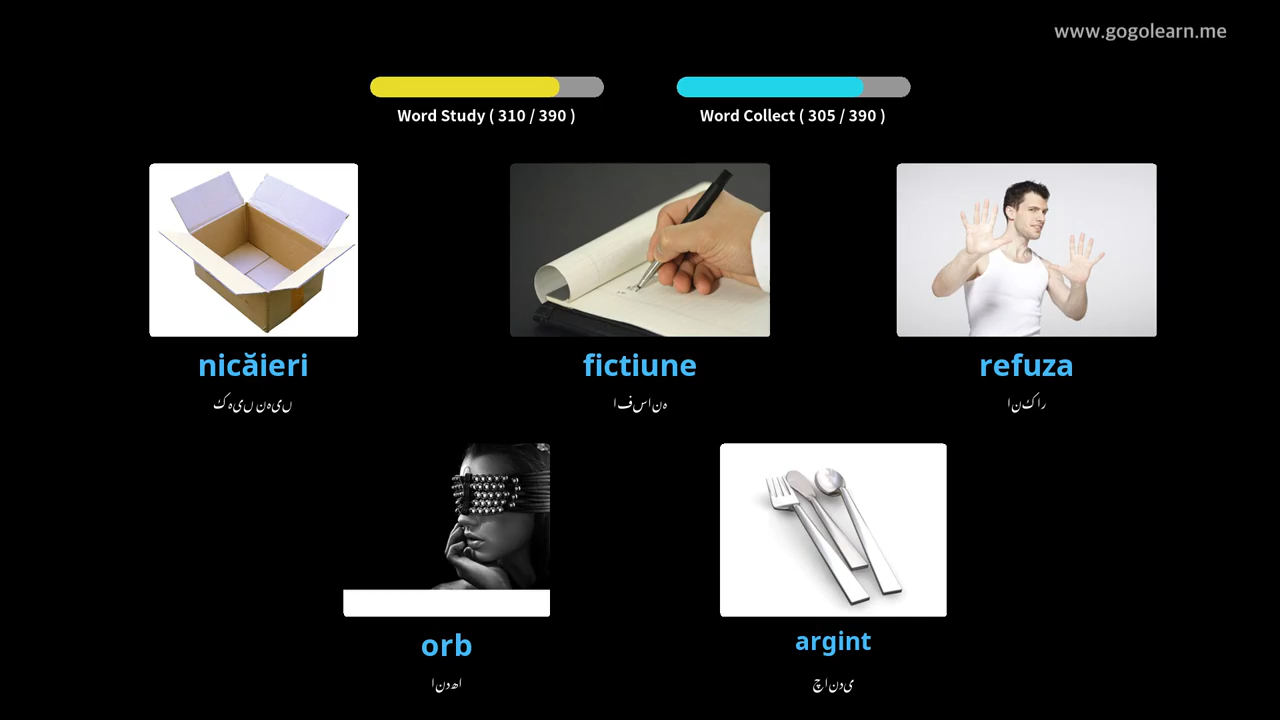 www.gogolearn.me
Word Study ( 310 / 390 )
Word Collect ( 305 / 390 )
nicăieri
کہیں نہیں
fictiune
افسانہ
refuza
انکار
orb
اندھا
argint
چاندی